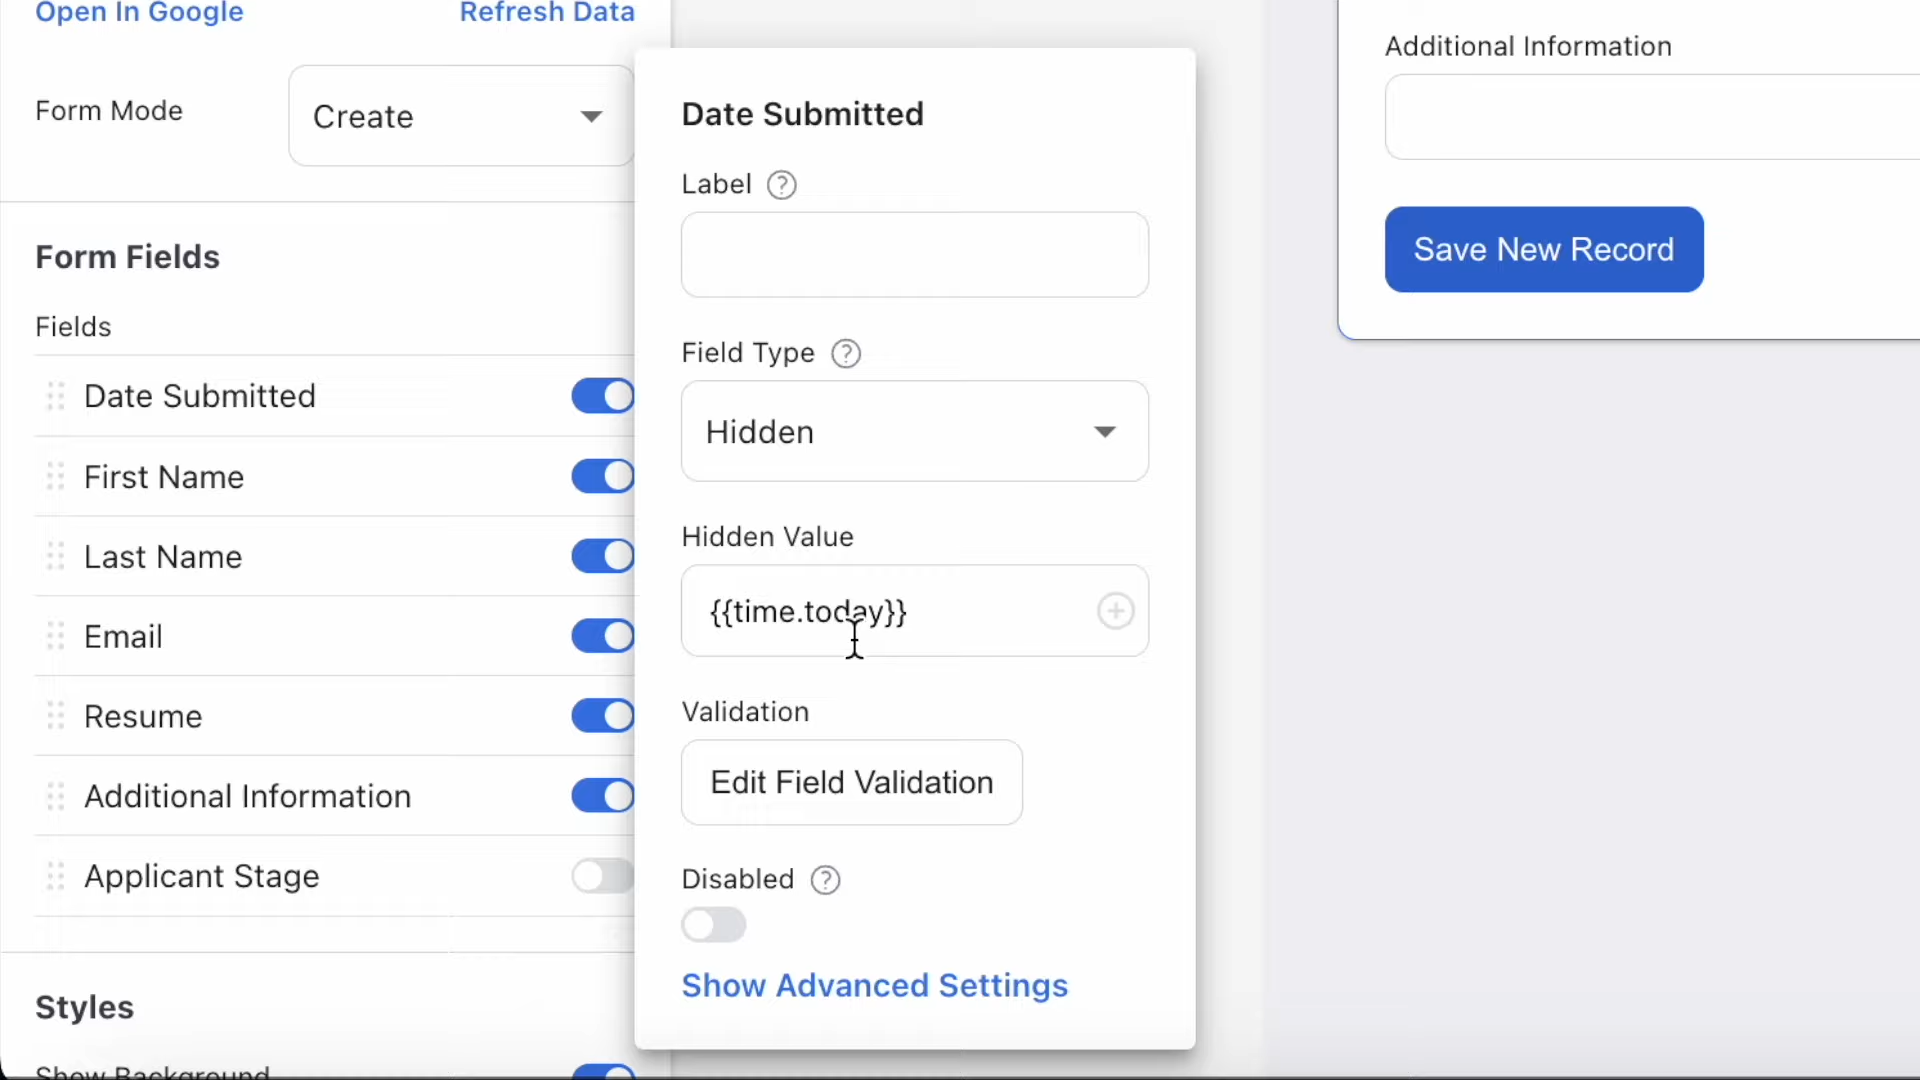 Open In Google
Refresh Data
Form Mode
Create
Form Fields
Fields
Date Submitted
First Name
Last Name
Email
Resume
Additional Information
Applicant Stage
Styles
Show Background
Date Submitted
Label ?
Field Type ?
Hidden
Hidden Value
{{time.today}}
Validation
Edit Field Validation
Disabled ?
Show Advanced Settings
Additional Information
Save New Record